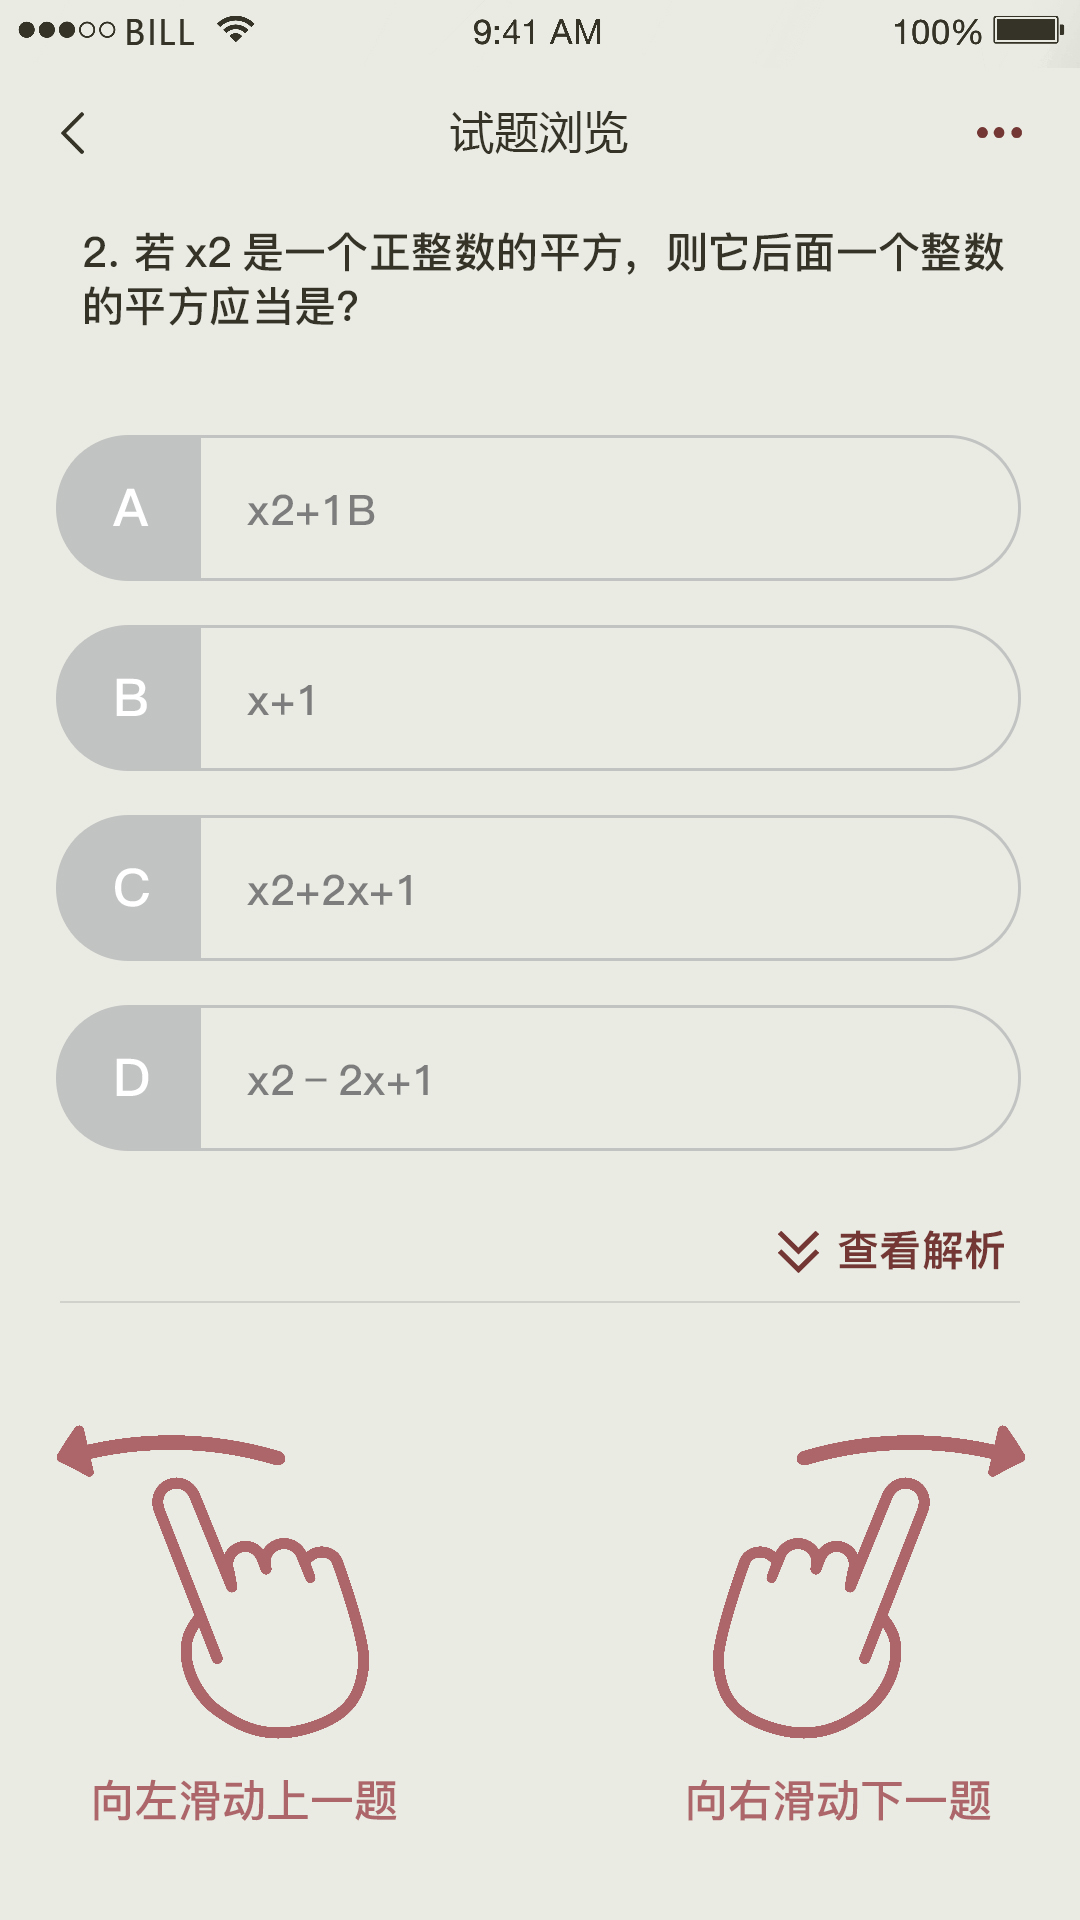 BILL 9:41 AM 100%
试题浏览
2. 若 x2 是一个正整数的平方，则它后面一个整数
的平方应当是?
A x2+1B
B x+1
C x2+2x+1
D x2－2x+1
查看解析
向左滑动上一题 向右滑动下一题